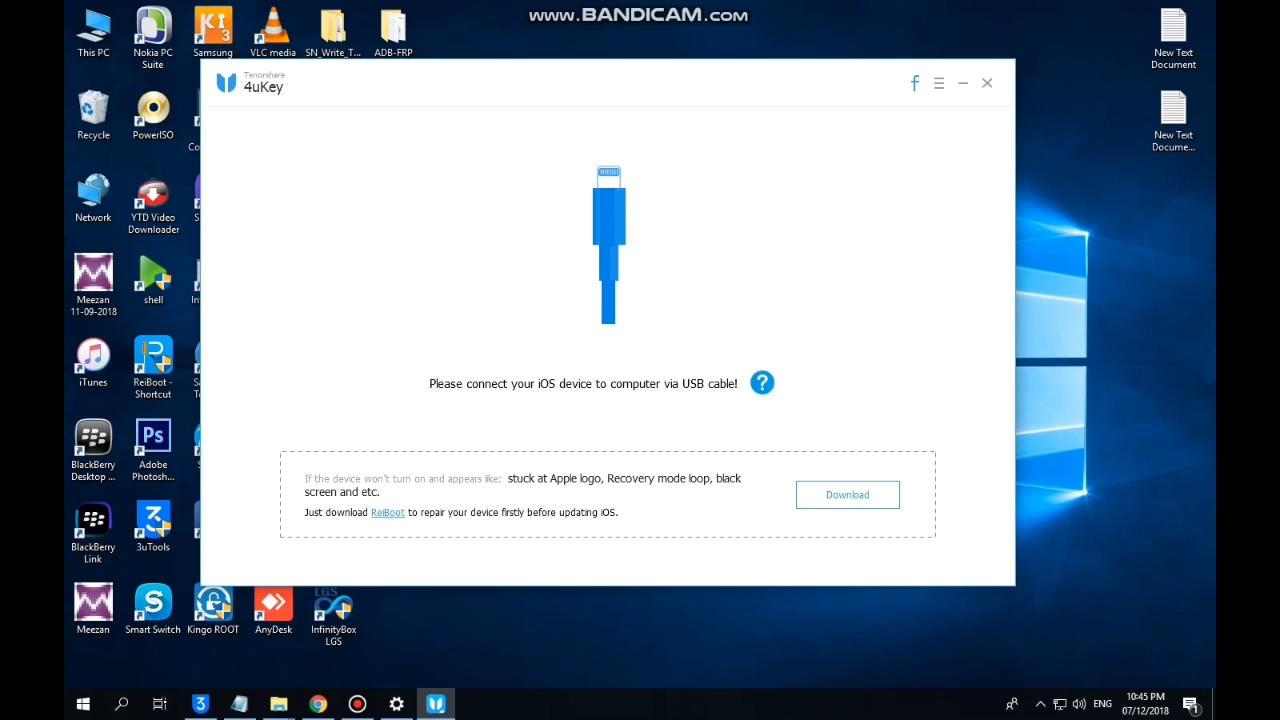 www.BANDICAM.com
This PC
Nokia PC
Suite
Samsung
VLC media
SN_Write_T...
ADB-FRP
New Text
Document
Tenorshare
4uKey
Recycle
PowerISO
New Text
Docume...
Network
YTD Video
Downloader
Meezan
11-09-2018
shell
iTunes
ReiBoot -
Shortcut
Please connect your iOS device to computer via USB cable!
?
BlackBerry
Desktop ...
Ps
Adobe
Photosh...
If the device won't turn on and appears like: stuck at Apple logo, Recovery mode loop, black
screen and etc.
Just download ReiBoot to repair your device firstly before updating iOS.
Download
BlackBerry
Link
3uTools
Meezan
Smart Switch
Kingo ROOT
AnyDesk
LGS
InfinityBox
LGS
ENG
10:45 PM
07/12/2018